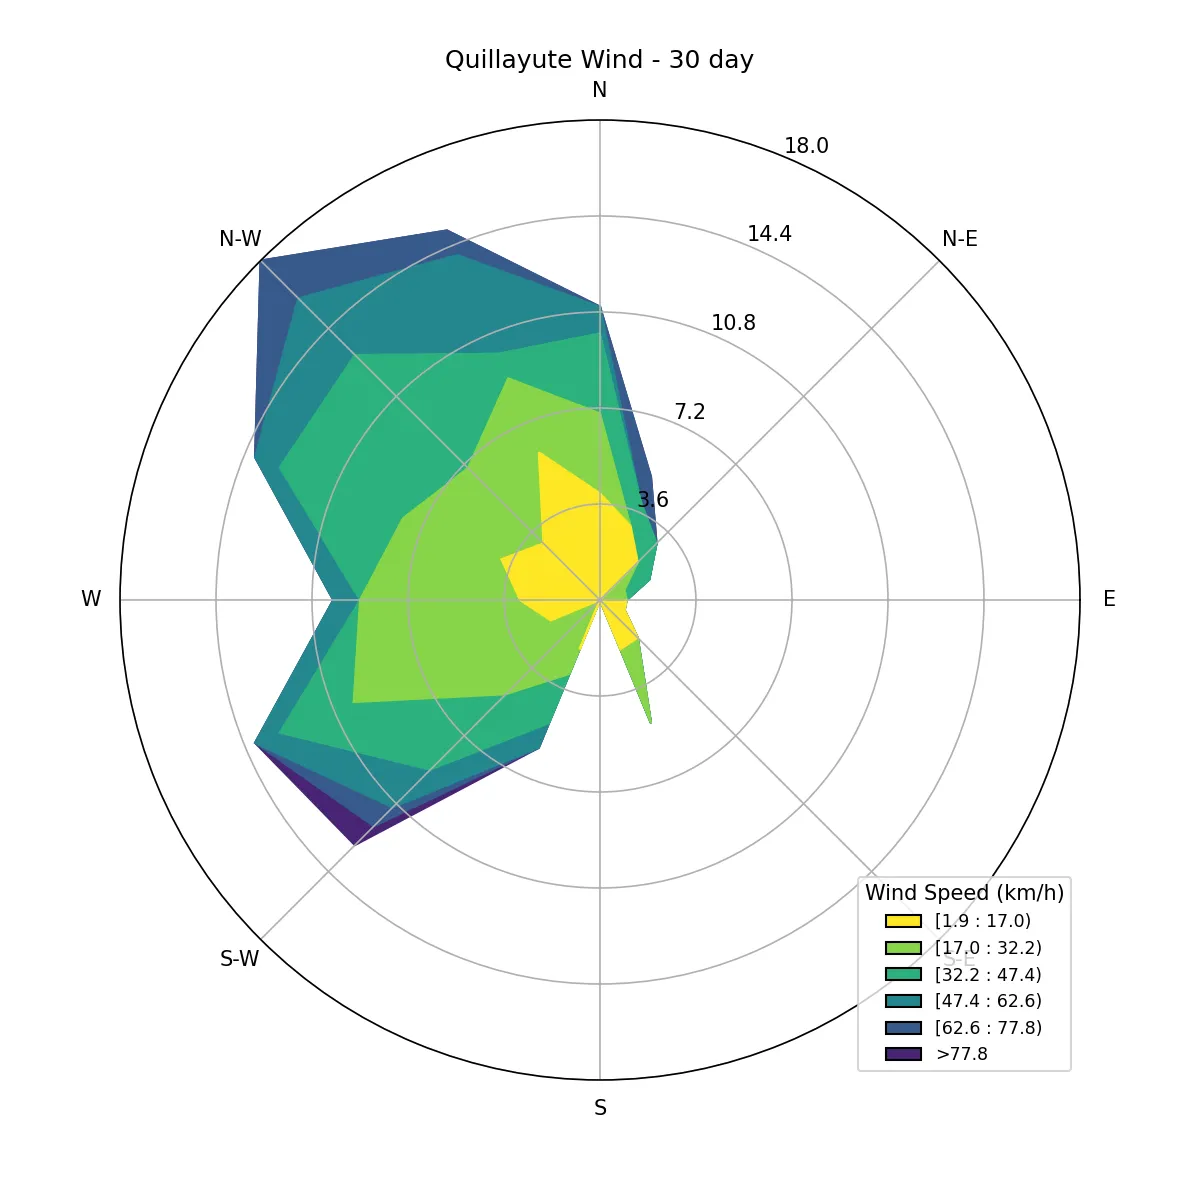 Quillayute Wind - 30 day
N
18.0
N-W
14.4
N-E
10.8
7.2
3.6
W
E
Wind Speed (km/h)
[1.9 : 17.0)
[17.0 : 32.2)
S-W
S-E
[32.2 : 47.4)
[47.4 : 62.6)
[62.6 : 77.8)
>77.8
S